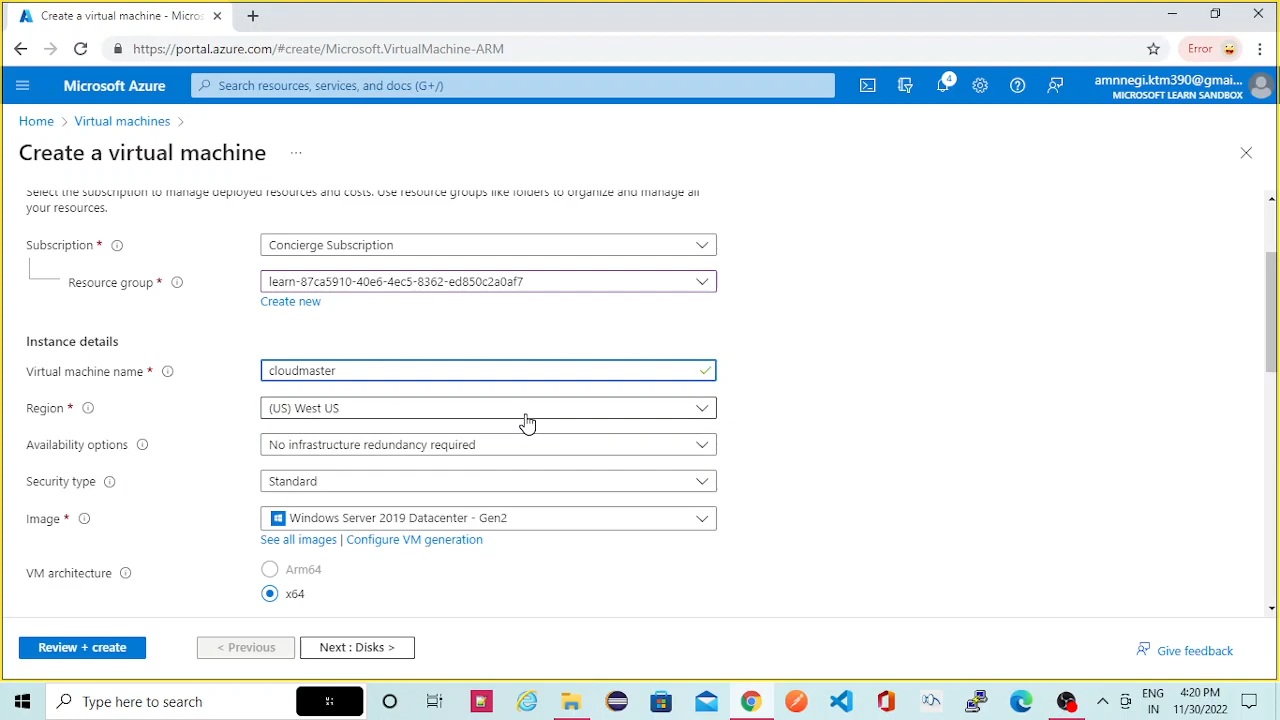 Create a virtual machine - Micros
https://portal.azure.com/#create/Microsoft.VirtualMachine-ARM
Error
Microsoft Azure
Search resources, services, and docs (G+/)
4
amnnegi.ktm390@gmai...
MICROSOFT LEARN SANDBOX
Home > Virtual machines >
Create a virtual machine ...
Select the subscription to manage deployed resources and costs. Use resource groups like folders to organize and manage all
your resources.
Subscription *
Concierge Subscription
Resource group *
learn-87ca5910-40e6-4ec5-8362-ed850c2a0af7
Create new
Instance details
Virtual machine name *
cloudmaster
Region *
(US) West US
Availability options
No infrastructure redundancy required
Security type
Standard
Image *
Windows Server 2019 Datacenter - Gen2
See all images | Configure VM generation
VM architecture
Arm64
x64
Review + create
< Previous
Next : Disks >
Give feedback
Type here to search
ENG
IN
4:20 PM
11/30/2022